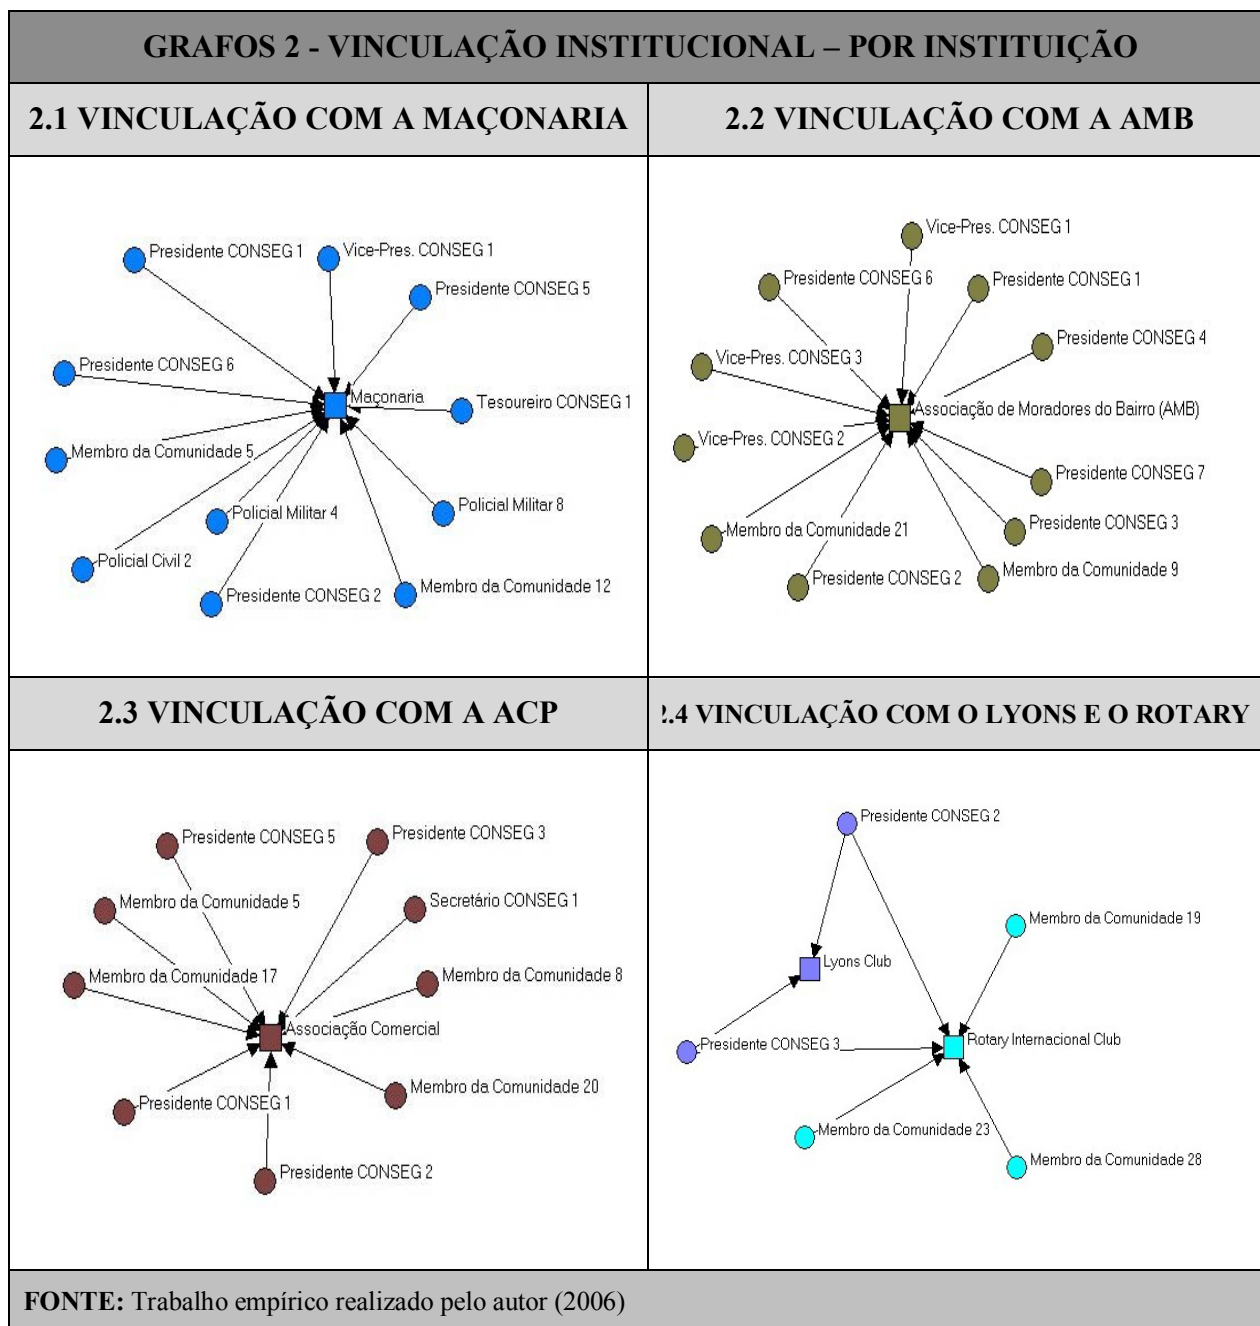 GRAFOS 2 - VINCULAÇÃO INSTITUCIONAL – POR INSTITUIÇÃO
2.1 VINCULAÇÃO COM A MAÇONARIA
2.2 VINCULAÇÃO COM A AMB
Presidente CONSEG 1
Vice-Pres. CONSEG 1
Presidente CONSEG 5
Presidente CONSEG 6
Maçonaria
Tesoureiro CONSEG 1
Membro da Comunidade 5
Policial Militar 4
Policial Militar 8
Policial Civil 2
Presidente CONSEG 2
Membro da Comunidade 12
Vice-Pres. CONSEG 1
Presidente CONSEG 6
Presidente CONSEG 1
Presidente CONSEG 4
Vice-Pres. CONSEG 3
Associação de Moradores do Bairro (AMB)
Vice-Pres. CONSEG 2
Presidente CONSEG 7
Membro da Comunidade 21
Presidente CONSEG 3
Presidente CONSEG 2
Membro da Comunidade 9
2.3 VINCULAÇÃO COM A ACP
2.4 VINCULAÇÃO COM O LYONS E O ROTARY
Presidente CONSEG 5
Presidente CONSEG 3
Membro da Comunidade 5
Secretário CONSEG 1
Membro da Comunidade 17
Membro da Comunidade 8
Associação Comercial
Membro da Comunidade 20
Presidente CONSEG 1
Presidente CONSEG 2
Presidente CONSEG 2
Membro da Comunidade 19
Lyons Club
Presidente CONSEG 3
Rotary Internacional Club
Membro da Comunidade 23
Membro da Comunidade 28
FONTE: Trabalho empírico realizado pelo autor (2006)